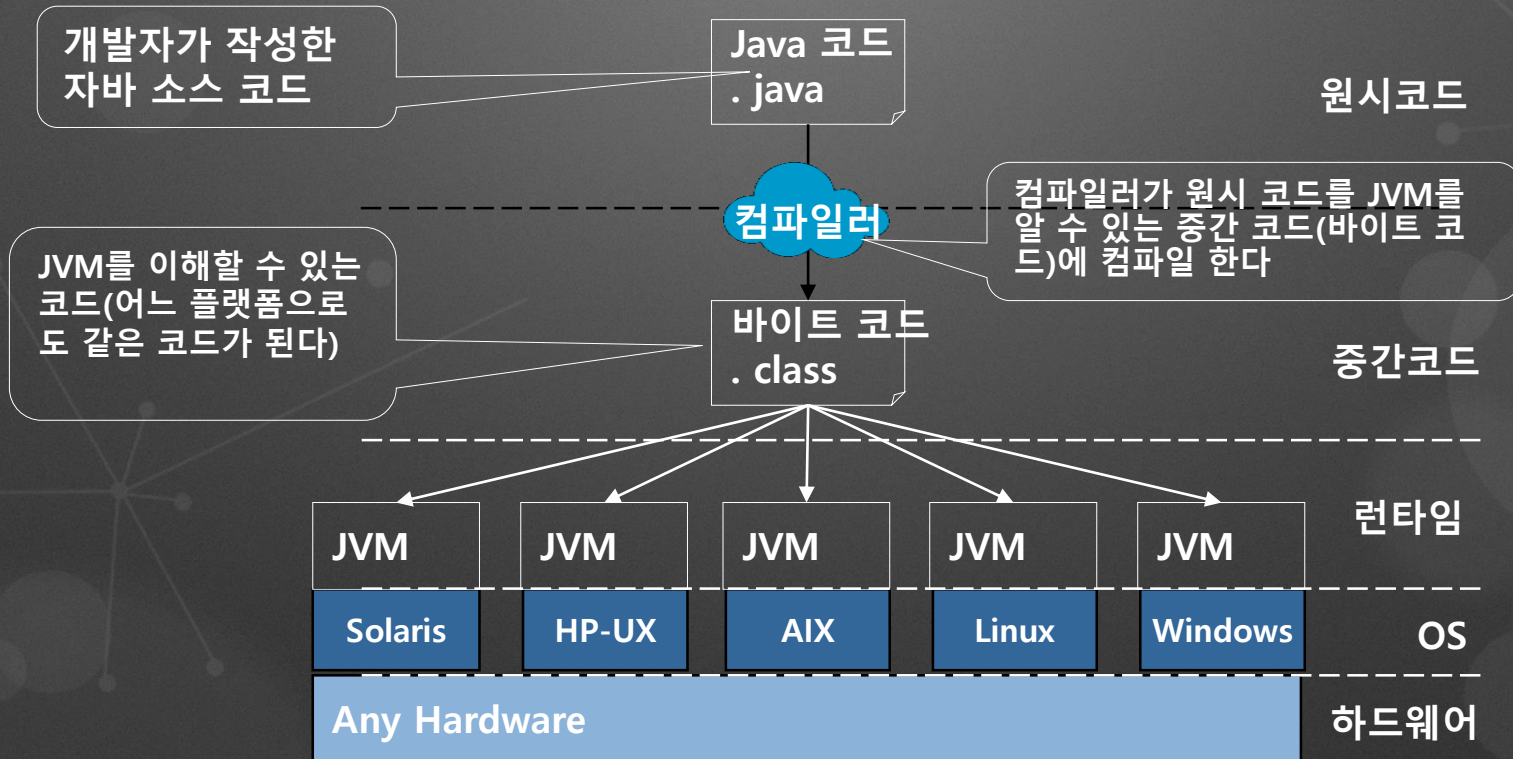 개발자가 작성한
자바 소스 코드
Java 코드
. java
원시코드
컴파일러
컴파일러가 원시 코드를 JVM를
알 수 있는 중간 코드(바이트 코
드)에 컴파일 한다
JVM를 이해할 수 있는
코드(어느 플랫폼으로
도 같은 코드가 된다)
바이트 코드
. class
중간코드
JVM
JVM
JVM
JVM
JVM
런타임
Solaris
HP-UX
AIX
Linux
Windows
OS
Any Hardware
하드웨어